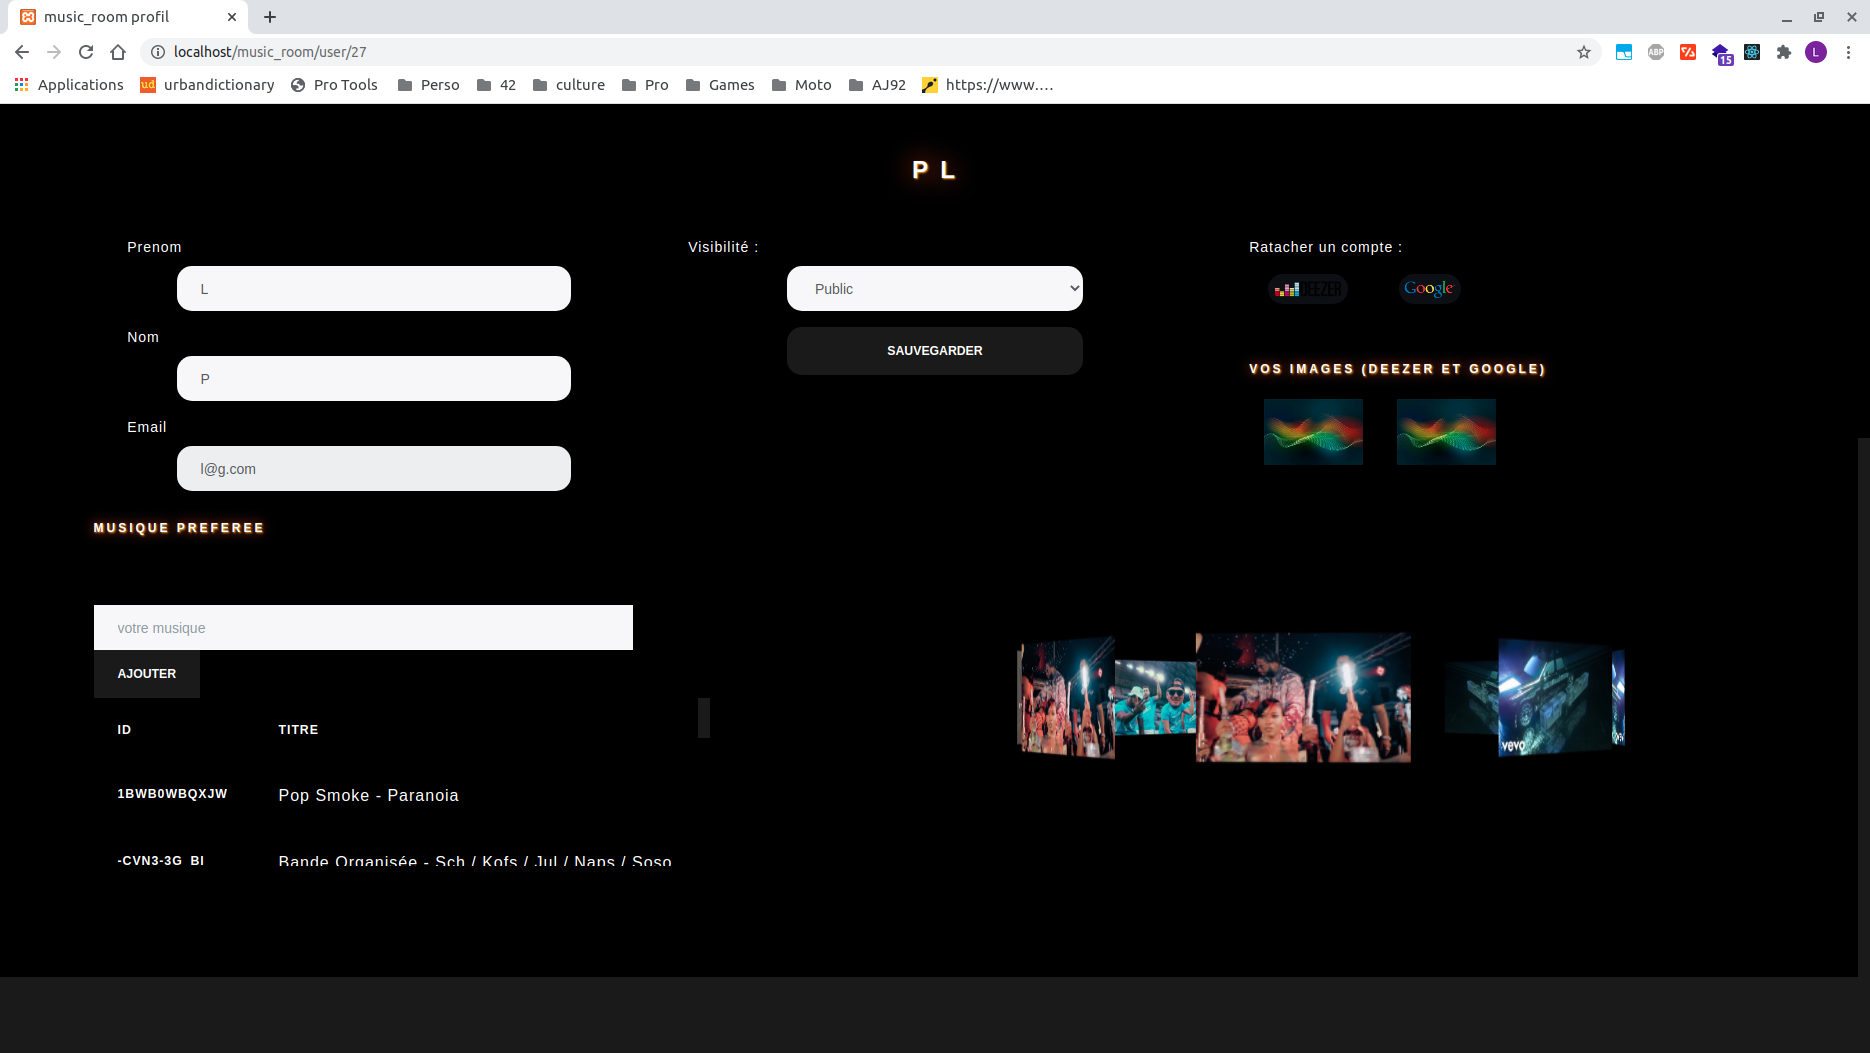 music_room profil
localhost/music_room/user/27
L
Applications
ud
urbandictionary
Pro Tools
Perso
42
culture
Pro
Games
Moto
AJ92
https://www.…
ABP
15
P L
Prenom
Visibilité :
Ratacher un compte :
L
Public
DEEZER
Google
Nom
SAUVEGARDER
VOS IMAGES (DEEZER ET GOOGLE)
P
Email
l@g.com
MUSIQUE PREFEREE
votre musique
AJOUTER
ID
TITRE
vevo
1BWB0WBQXJW
Pop Smoke - Paranoia
-CVN3-3G_BI
Bande Organisée - Sch / Kofs / Jul / Naps / Soso